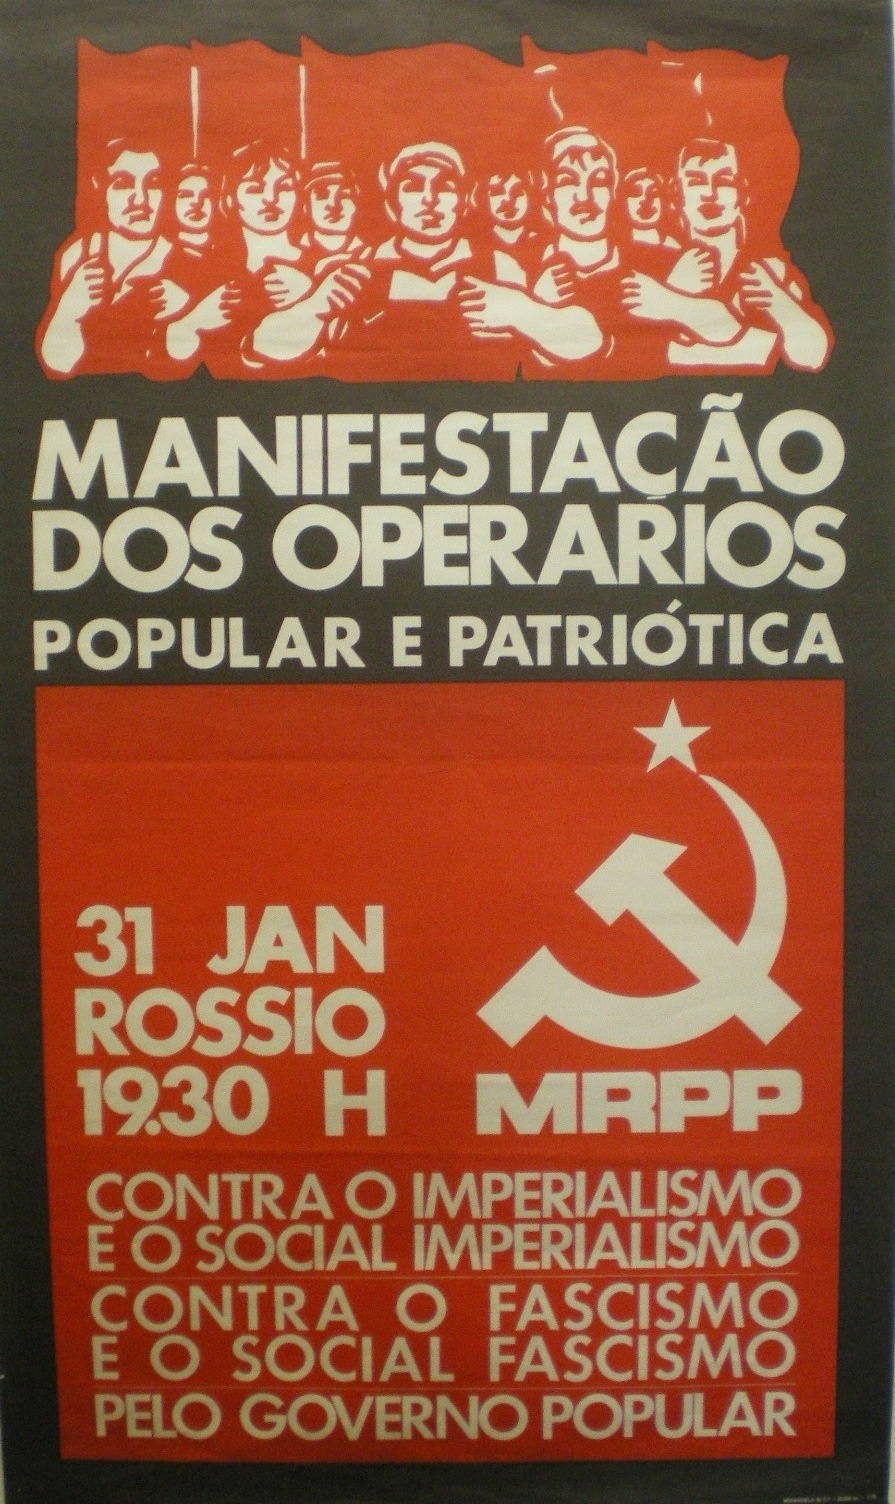 MANIFESTAÇÃO
DOS OPERÁRIOS
POPULAR E PATRIÓTICA
31 JAN
ROSSIO
19.30 H
MRPP
CONTRA O IMPERIALISMO
E O SOCIAL IMPERIALISMO
CONTRA O FASCISMO
E O SOCIAL FASCISMO
PELO GOVERNO POPULAR